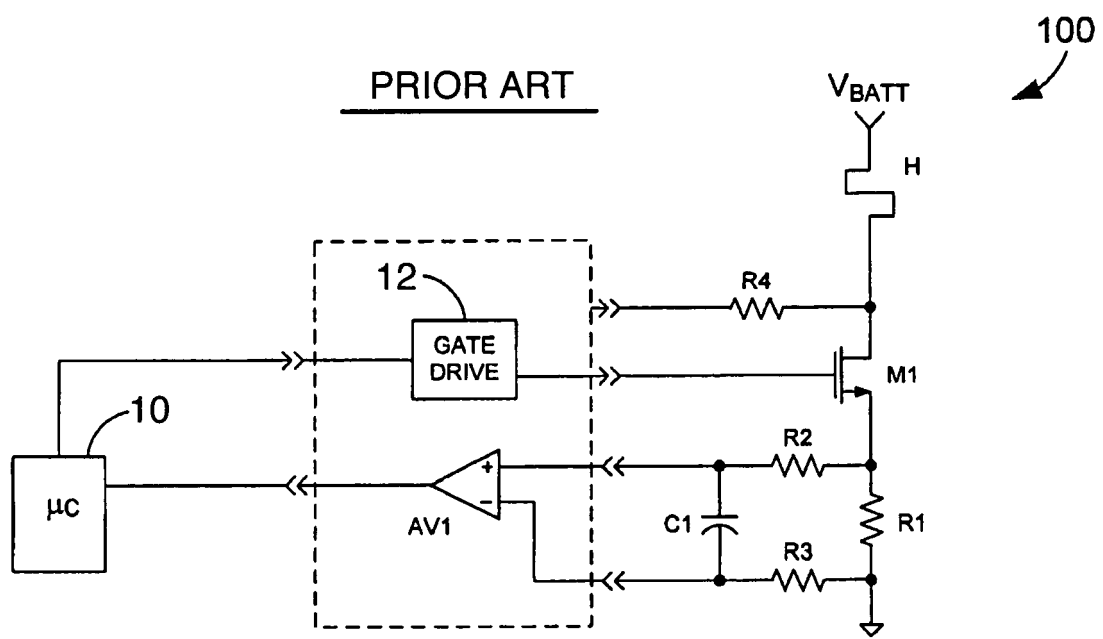 100
PRIOR ART
VBATT
H
12
R4
GATE
DRIVE
M1
10
R2
+
µC
−
AV1
C1
R1
R3